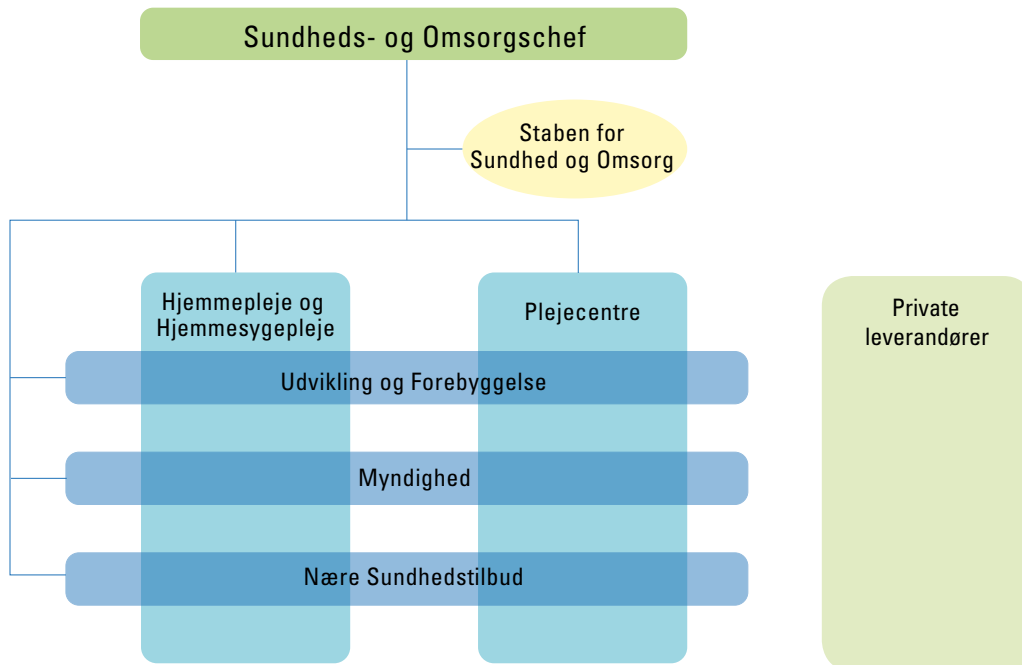 Sundheds- og Omsorgschef
Staben for
Sundhed og Omsorg
Hjemmepleje og
Hjemmesygepleje
Plejecentre
Private
leverandører
Udvikling og Forebyggelse
Myndighed
Nære Sundhedstilbud